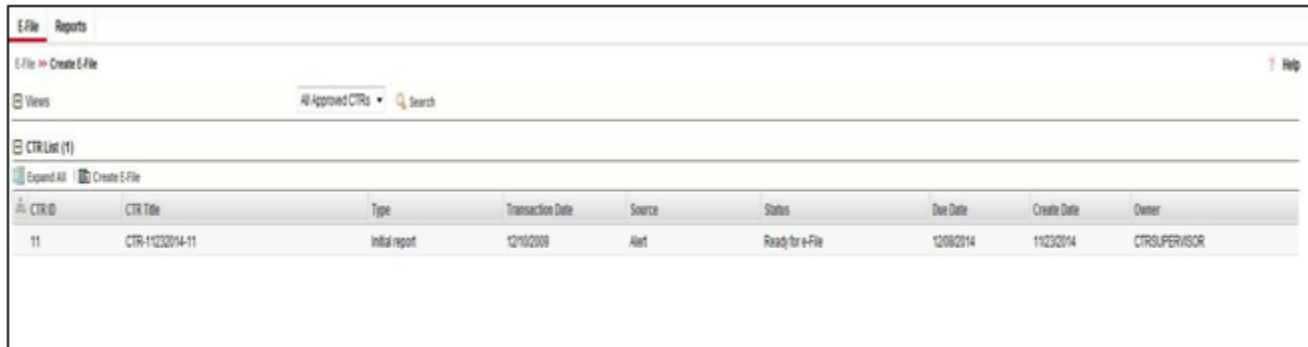 E-File Reports
E-File >> Create E-File ? Help
Views All Approved CTRs Search
CTR List (1)
Expand All Create E-File
CTR ID CTR Title Type Transaction Date Source Status Due Date Create Date Owner
11 CTR-11232014-11 Initial report 12/10/2009 Alert Ready for e-File 12/08/2014 11/23/2014 CTRSUPERVISOR